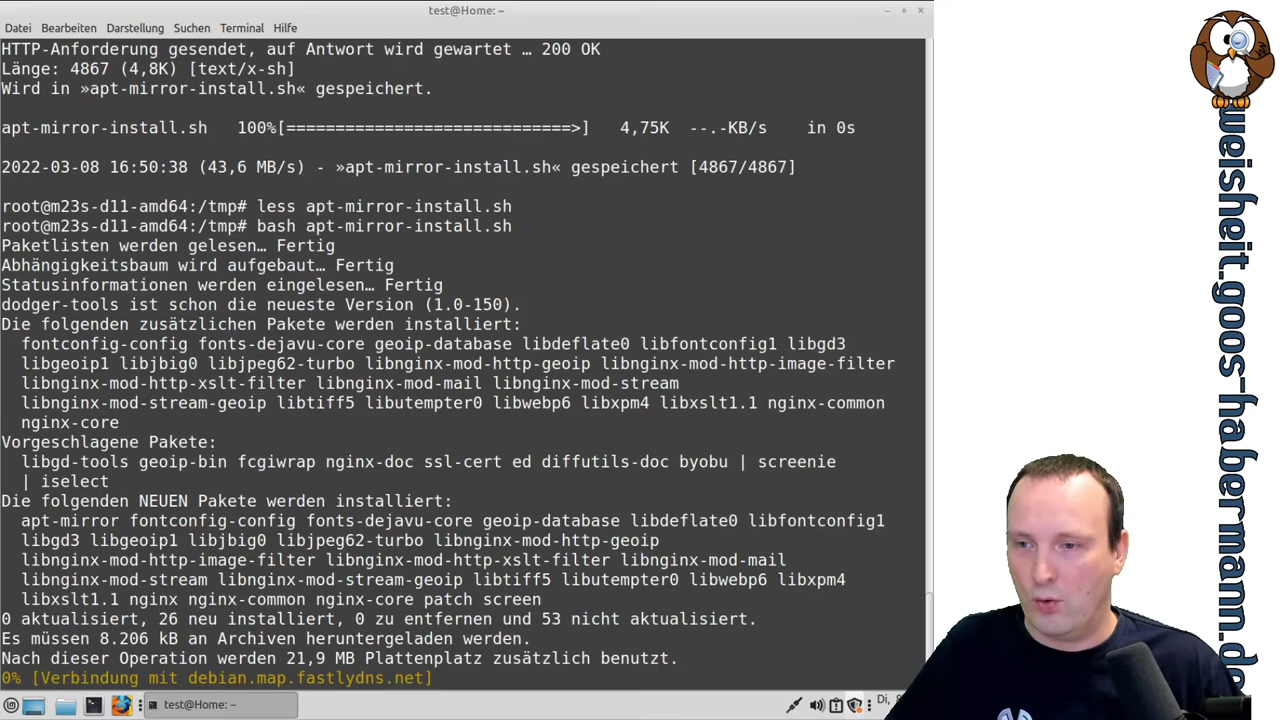 test@Home: ~
Datei Bearbeiten Darstellung Suchen Terminal Hilfe
HTTP-Anforderung gesendet, auf Antwort wird gewartet … 200 OK
Länge: 4867 (4,8K) [text/x-sh]
Wird in »apt-mirror-install.sh« gespeichert.
apt-mirror-install.sh 100%[=============================>] 4,75K --.-KB/s in 0s
2022-03-08 16:50:38 (43,6 MB/s) - »apt-mirror-install.sh« gespeichert [4867/4867]
root@m23s-d11-amd64:/tmp# less apt-mirror-install.sh
root@m23s-d11-amd64:/tmp# bash apt-mirror-install.sh
Paketlisten werden gelesen… Fertig
Abhängigkeitsbaum wird aufgebaut… Fertig
Statusinformationen werden eingelesen… Fertig
dodger-tools ist schon die neueste Version (1.0-150).
Die folgenden zusätzlichen Pakete werden installiert:
fontconfig-config fonts-dejavu-core geoip-database libdeflate0 libfontconfig1 libgd3
libgeoip1 libjbig0 libjpeg62-turbo libnginx-mod-http-geoip libnginx-mod-http-image-filter
libnginx-mod-http-xslt-filter libnginx-mod-mail libnginx-mod-stream
libnginx-mod-stream-geoip libtiff5 libutempter0 libwebp6 libxpm4 libxslt1.1 nginx-common
nginx-core
Vorgeschlagene Pakete:
libgd-tools geoip-bin fcgiwrap nginx-doc ssl-cert ed diffutils-doc byobu | screenie
| iselect
Die folgenden NEUEN Pakete werden installiert:
apt-mirror fontconfig-config fonts-dejavu-core geoip-database libdeflate0 libfontconfig1
libgd3 libgeoip1 libjbig0 libjpeg62-turbo libnginx-mod-http-geoip
libnginx-mod-http-image-filter libnginx-mod-http-xslt-filter libnginx-mod-mail
libnginx-mod-stream libnginx-mod-stream-geoip libtiff5 libutempter0 libwebp6 libxpm4
libxslt1.1 nginx nginx-common nginx-core patch screen
0 aktualisiert, 26 neu installiert, 0 zu entfernen und 53 nicht aktualisiert.
Es müssen 8.206 kB an Archiven heruntergeladen werden.
Nach dieser Operation werden 21,9 MB Plattenplatz zusätzlich benutzt.
0% [Verbindung mit debian.map.fastlydns.net]
test@Home: ~
Di,
weisheit.goos-habermann.de